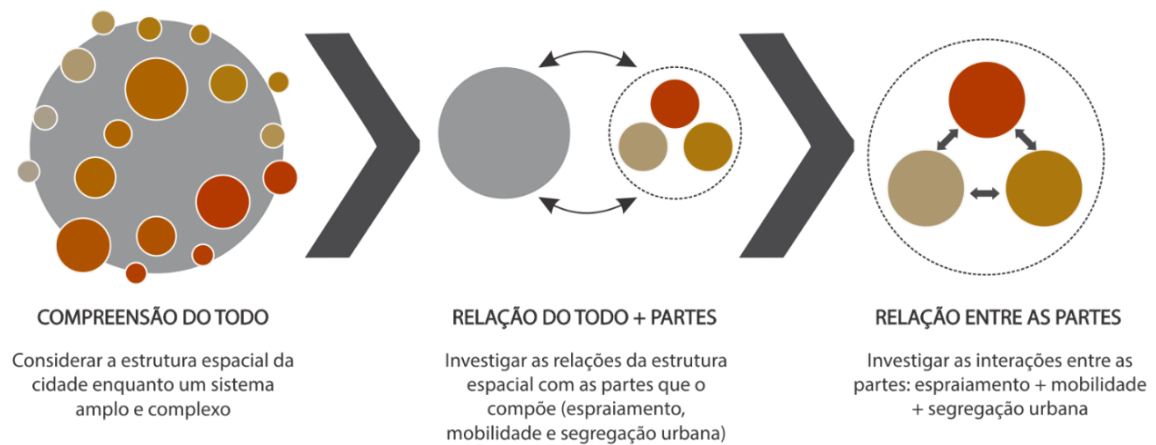 COMPREENSÃO DO TODO
Considerar a estrutura espacial da
cidade enquanto um sistema
amplo e complexo
RELAÇÃO DO TODO + PARTES
Investigar as relações da estrutura
espacial com as partes que o
compõe (espraiamento,
mobilidade e segregação urbana)
RELAÇÃO ENTRE AS PARTES
Investigar as interações entre as
partes: espraiamento + mobilidade
+ segregação urbana